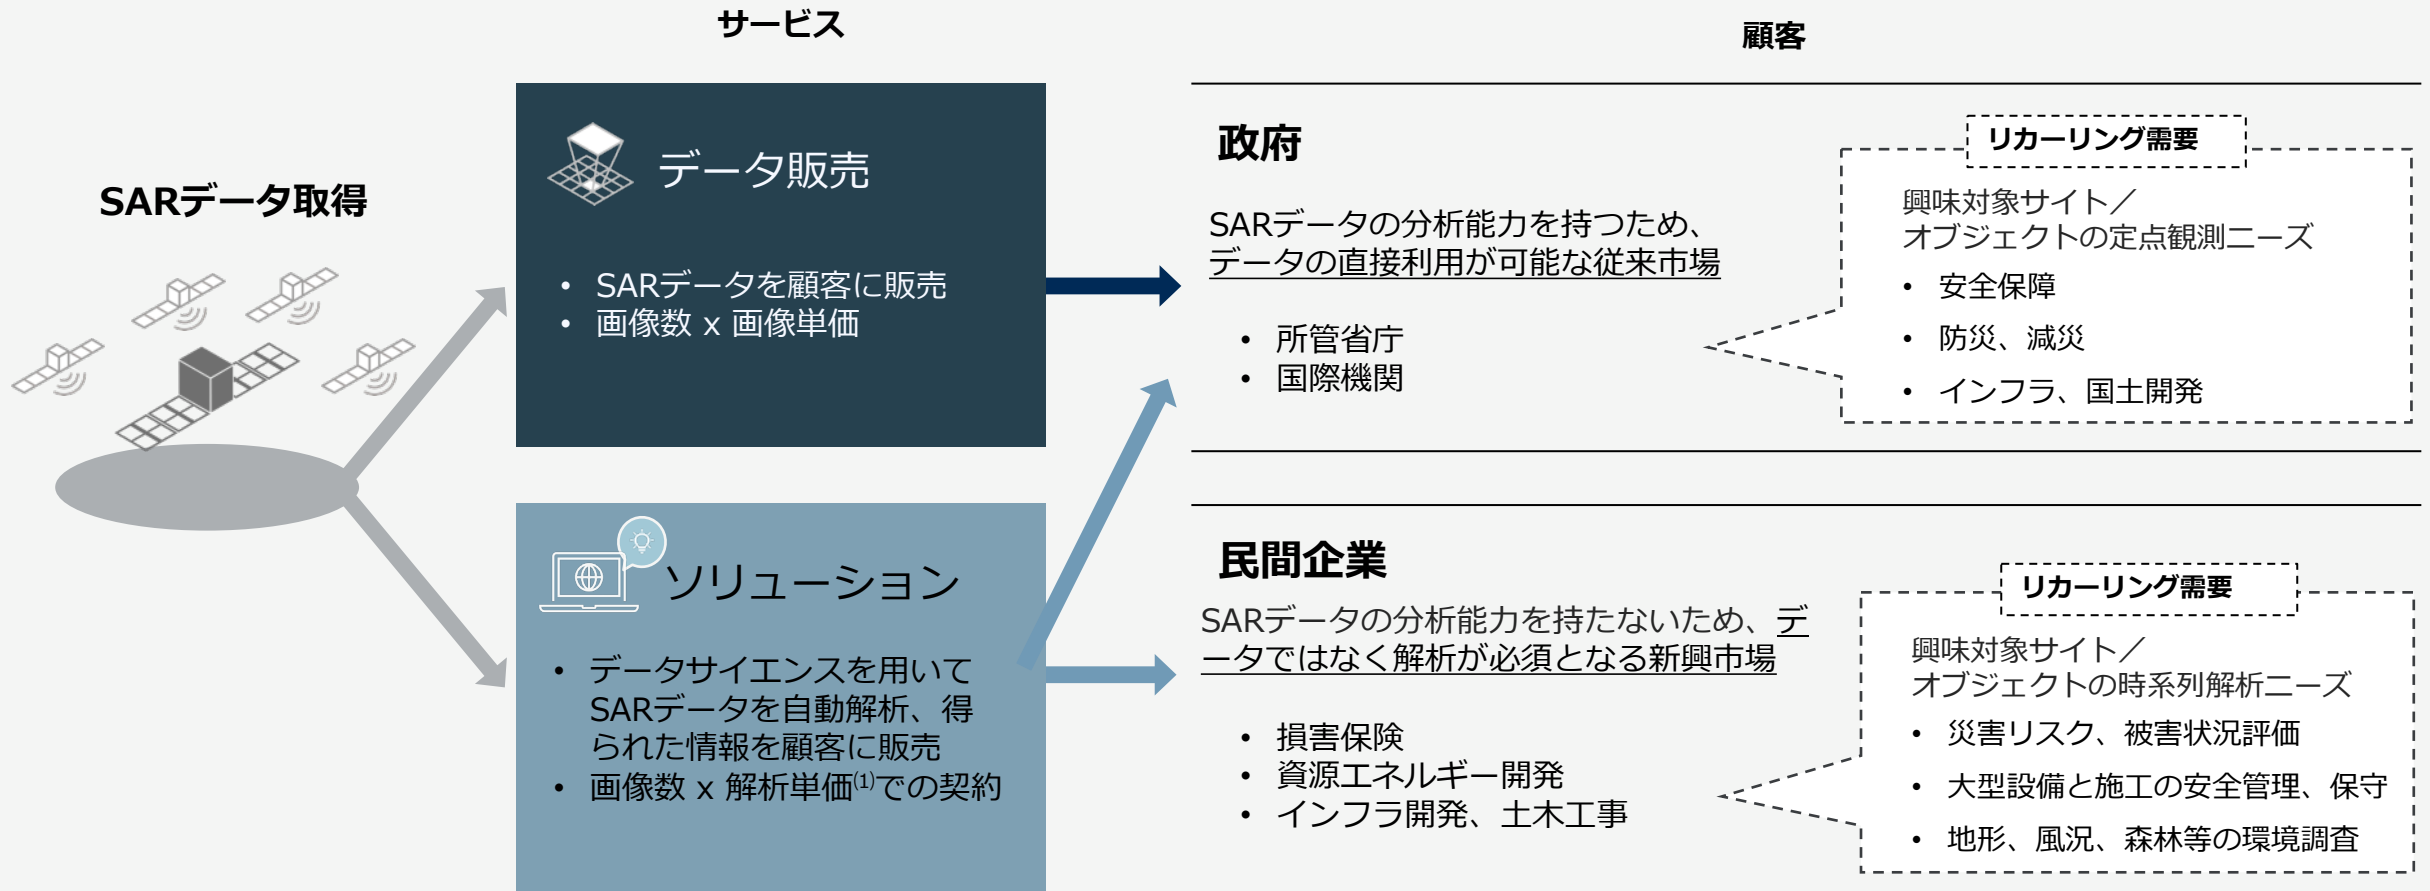 サービス
顧客
SARデータ取得
データ販売
• SARデータを顧客に販売
• 画像数 x 画像単価
ソリューション
• データサイエンスを用いて
SARデータを自動解析、得
られた情報を顧客に販売
• 画像数 x 解析単価(1)での契約
政府
SARデータの分析能力を持つため、
データの直接利用が可能な従来市場
• 所管省庁
• 国際機関
リカーリング需要
興味対象サイト／
オブジェクトの定点観測ニーズ
• 安全保障
• 防災、減災
• インフラ、国土開発
民間企業
SARデータの分析能力を持たないため、デ
ータではなく解析が必須となる新興市場
• 損害保険
• 資源エネルギー開発
• インフラ開発、土木工事
リカーリング需要
興味対象サイト／
オブジェクトの時系列解析ニーズ
• 災害リスク、被害状況評価
• 大型設備と施工の安全管理、保守
• 地形、風況、森林等の環境調査